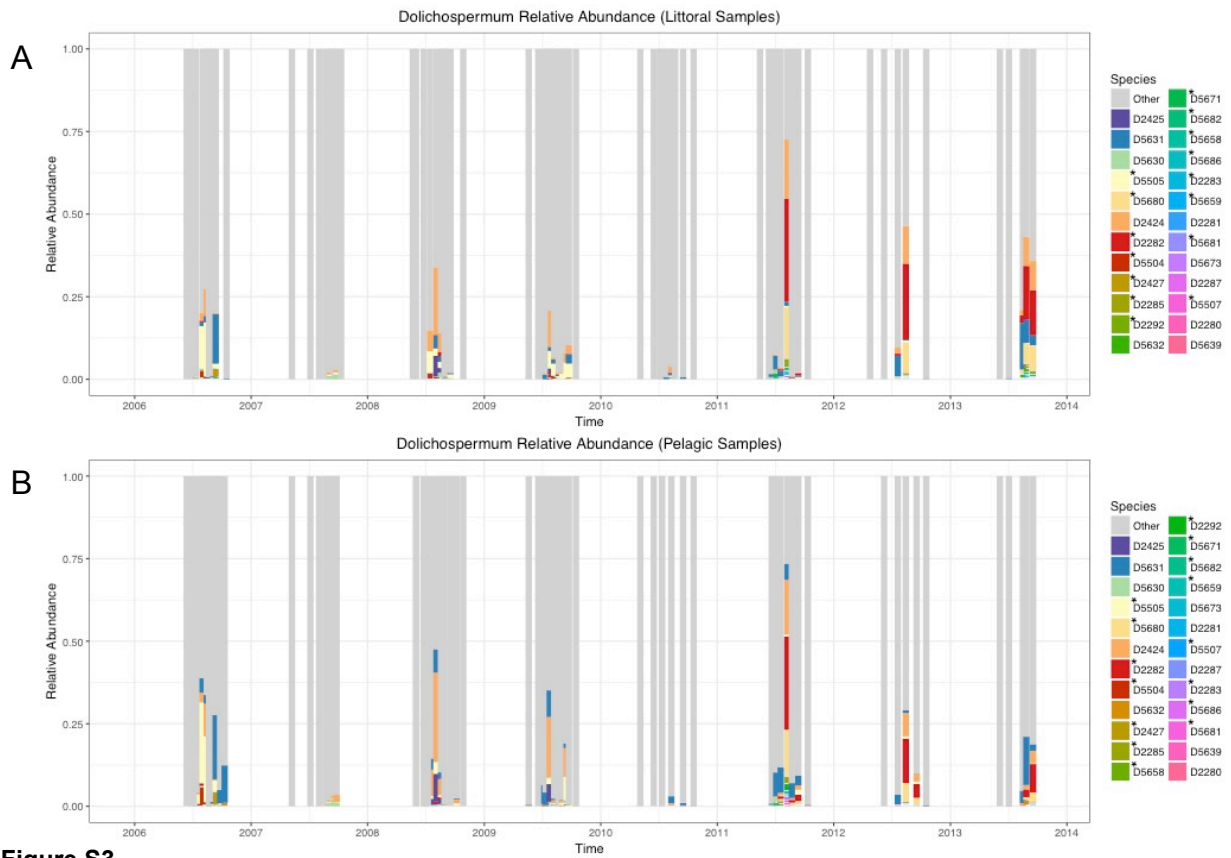 Dolichospermum Relative Abundance (Littoral Samples)
A
1.00
0.75
0.50
0.25
0.00
Relative Abundance
2006 2007 2008 2009 2010 2011 2012 2013 2014
Time
Species
Other *D5671
D2425 *D5682
D5631 *D5658
D5630 *D5686
*D5505 *D2283
*D5680 *D5659
D2424 D2281
*D2282 *D5681
*D5504 D5673
*D2427 D2287
*D2285 *D5507
*D2292 D2280
D5632 D5639
Dolichospermum Relative Abundance (Pelagic Samples)
B
1.00
0.75
0.50
0.25
0.00
Relative Abundance
2006 2007 2008 2009 2010 2011 2012 2013 2014
Time
Species
Other *D2292
D2425 *D5671
D5631 *D5682
D5630 *D5659
*D5505 D5673
*D5680 D2281
D2424 *D5507
*D2282 D2287
*D5504 *D2283
D5632 *D5686
*D2427 *D5681
*D2285 D5639
*D5658 D2280
Figure S3